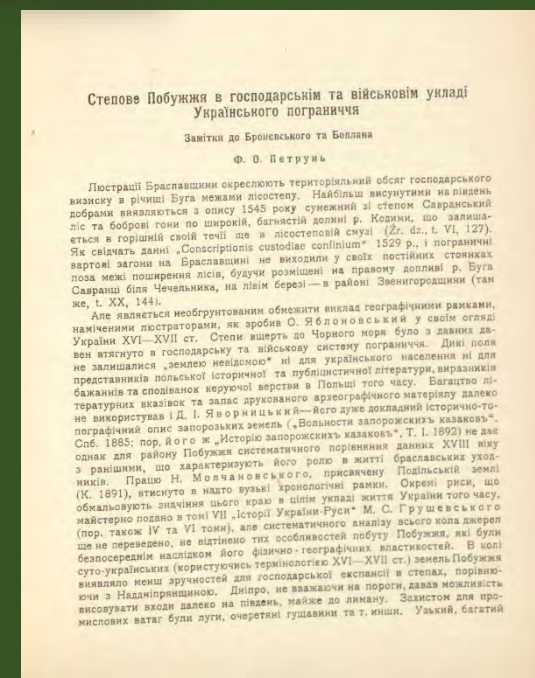 Степове Побужжя в господарськім та військовім укладі
Українського пограниччя
Замітки до Броневського та Боплана
Ф. О. Петрунь
Люстрації Браславщини окреслюють територіяльний обсяг господарського
визиску в річищі Буга межами лісостепу. Найбільш висунутими на південь
добрами виявляються з опису 1545 року сумежний зі степом Савранський
ліс та боброві гони по широкій, багнястій долині р. Кодими, що залиша-
ється в горішній своїй течії ще в лісостеповій смузі (Źr. dz., t. VI, 127).
Як свідчать данні „Conscriptionis custodiae confinium" 1529 р., і пограничні
вартові загони на Браславщині не виходили у своїх постійних стоянках
поза межі поширення лісів, будучи розміщені на правому допливі р. Буга
Савранці біля Чечельника, на лівім березі — в районі Звенигородщини (там
же, t. XX, 144).
Але являється необгрунтованим обмежити виклад географічними рамками,
наміченими люстраторами, як зробив О. Яблоновський у своїм огляді
України XVI—XVII ст. Степи вщерть до Чорного моря було з давних да-
вен втягнуто в господарську та військову систему пограниччя. Дикі поля
не залишалися „землею невідомою" ні для українського населення ні для
представників польської історичної та публіцистичної літератури, виразників
бажаннів та сподіванок керуючої верстви в Польщі того часу. Багатство лі-
тературних вказівок та запас друкованого археографічного матеріялу далеко
не використував і Д. І. Яворницький — його дуже докладний історично-то-
пографічний опис запорозьких земель („Вольности запорожскихъ казаковъ",
Спб. 1885; пор. його ж „Исторію запорожскихъ казаковъ", Т. I. 1892) не дає
однак для району Побужжя систематичного порівняння данних XVIII віку
з ранішими, що характеризують його ролю в житті браславських уход-
ників. Працю Н. Молчановського, присвячену Подільській землі
(К. 1891), втиснуто в надто вузькі хронологічні рамки. Окремі риси, що
обмальовують значіння цього краю в цілім укладі життя України того часу,
майстерно подано в томі VII „Історії України-Руси" М. С. Грушевського
(пор. також IV та VI томи), але систематичного аналізу всього кола джерел
ще не переведено, не відтінено тих особливостей побуту Побужжя, які були
безпосереднім наслідком його фізично-географічних властивостей. В колі
суто-українських (користуючись термінологією XVI—XVII ст.) земель Побужжя
виявляло менш зручностей для господарської експансії в степах, порівню-
ючи з Наддніпрянщиною. Дніпро, не вважаючи на пороги, давав можливість
висовувати входи далеко на південь, майже до лиману. Захистом для про-
мислових ватаг були луги, очеретяні гущавини та т. инши. Узький, багатий